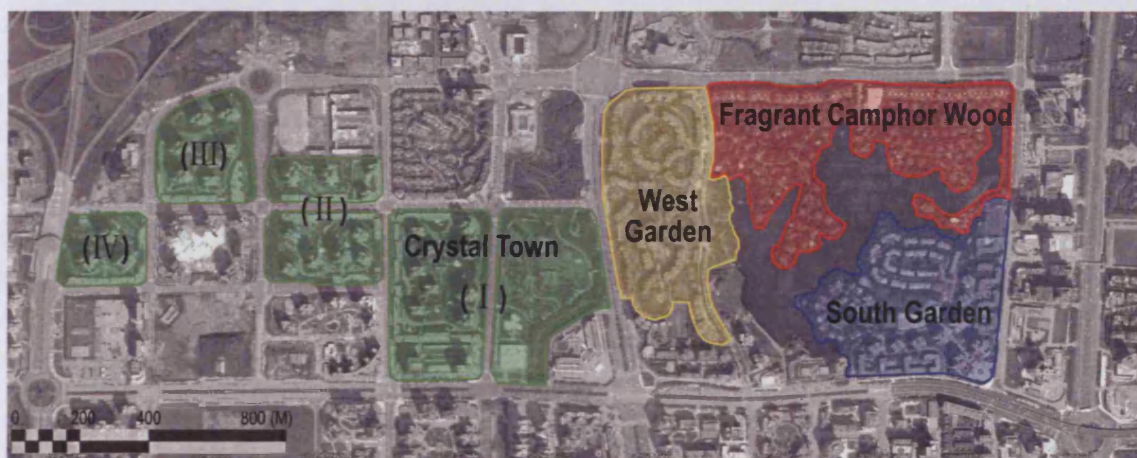 Fragrant Camphor Wood
(III)
West
Garden
(II)
(IV)
Crystal Town
(I)
South Garden
0 200 400 800 (M)